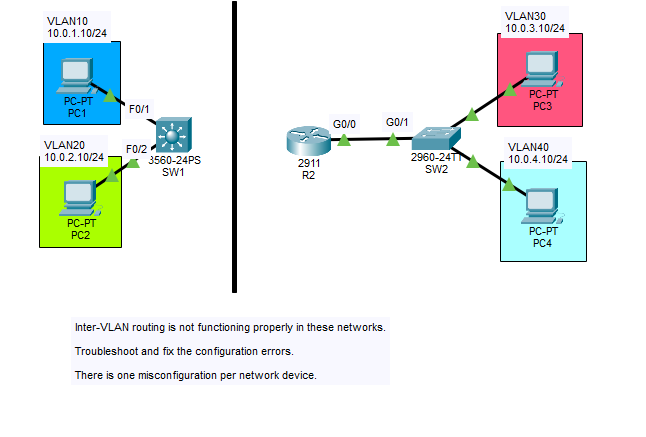 VLAN10
10.0.1.10/24
PC-PT
PC1
F0/1
VLAN20
10.0.2.10/24
F0/2
3560-24PS
SW1
PC-PT
PC2
G0/0
G0/1
2911
R2
2960-24TT
SW2
VLAN30
10.0.3.10/24
PC-PT
PC3
VLAN40
10.0.4.10/24
PC-PT
PC4
Inter-VLAN routing is not functioning properly in these networks.
Troubleshoot and fix the configuration errors.
There is one misconfiguration per network device.